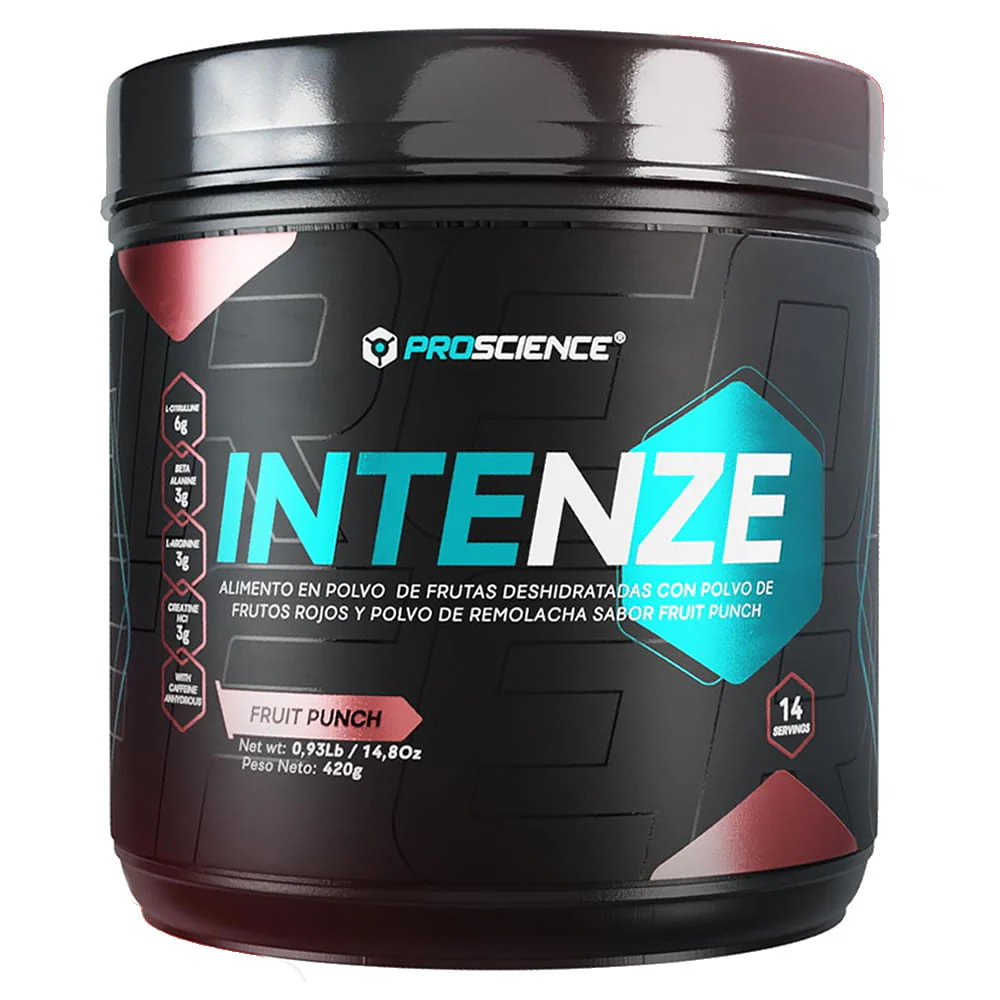 PROSCIENCE®
L-CITRULLINE
6g
BETA
ALANINE
3g
L-ARGININE
3g
CREATINE
HCl
3g
WITH
CAFFEINE
ANHYDROUS
INTENZE
ALIMENTO EN POLVO DE FRUTAS DESHIDRATADAS CON POLVO DE
FRUTOS ROJOS Y POLVO DE REMOLACHA SABOR FRUIT PUNCH
FRUIT PUNCH
Net wt: 0,93Lb / 14,8Oz
Peso Neto: 420g
14
SERVINGS